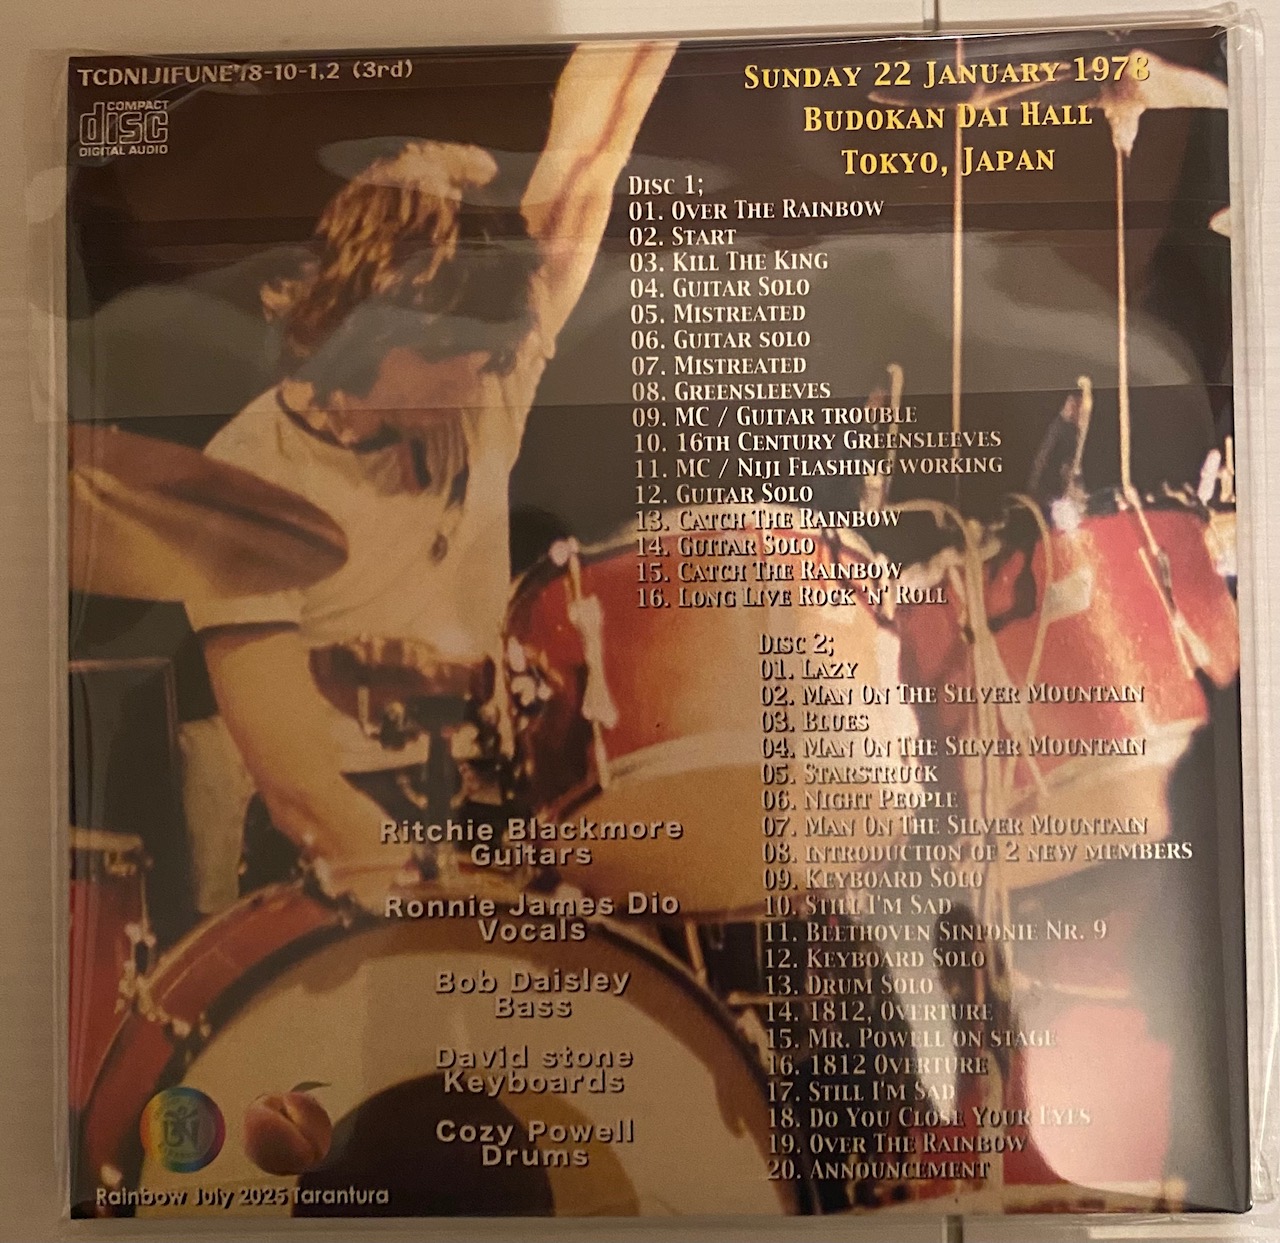 TCDNIJIFUNE'78-10-1,2 (3rd)
COMPACT
disc
DIGITAL AUDIO
SUNDAY 22 JANUARY 1978
BUDOKAN DAI HALL
TOKYO, JAPAN
DISC 1;
01. OVER THE RAINBOW
02. START
03. KILL THE KING
04. GUITAR SOLO
05. MISTREATED
06. GUITAR SOLO
07. MISTREATED
08. GREENSLEEVES
09. MC / GUITAR TROUBLE
10. 16TH CENTURY GREENSLEEVES
11. MC / NIJI FLASHING WORKING
12. GUITAR SOLO
13. CATCH THE RAINBOW
14. GUITAR SOLO
15. CATCH THE RAINBOW
16. LONG LIVE ROCK 'N' ROLL
DISC 2;
01. LAZY
02. MAN ON THE SILVER MOUNTAIN
03. BLUES
04. MAN ON THE SILVER MOUNTAIN
05. STARSTRUCK
06. NIGHT PEOPLE
07. MAN ON THE SILVER MOUNTAIN
08. INTRODUCTION OF 2 NEW MEMBERS
09. KEYBOARD SOLO
10. STILL I'M SAD
11. BEETHOVEN SINFONIE NR. 9
12. KEYBOARD SOLO
13. DRUM SOLO
14. 1812, OVERTURE
15. MR. POWELL ON STAGE
16. 1812 OVERTURE
17. STILL I'M SAD
18. DO YOU CLOSE YOUR EYES
19. OVER THE RAINBOW
20. ANNOUNCEMENT
Ritchie Blackmore
Guitars
Ronnie James Dio
Vocals
Bob Daisley
Bass
David stone
Keyboards
Cozy Powell
Drums
Rainbow July 2025 Tarantura